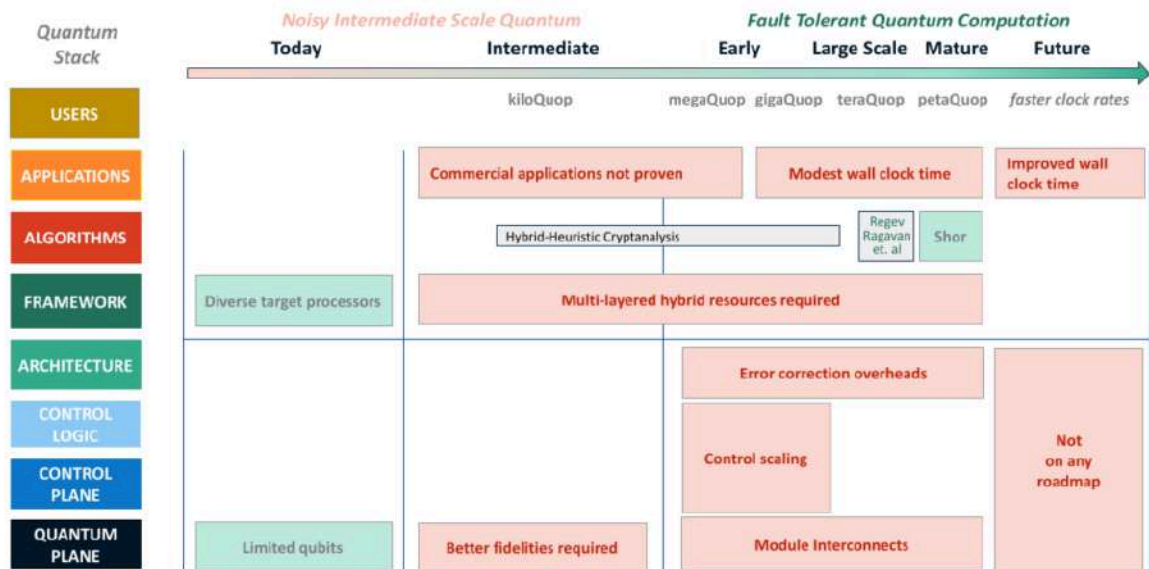 Quantum
Stack
Noisy Intermediate Scale Quantum
Fault Tolerant Quantum Computation
Today
Intermediate
Early
Large Scale
Mature
Future
kiloQuop
megaQuop
gigaQuop
teraQuop
petaQuop
faster clock rates
USERS
APPLICATIONS
Commercial applications not proven
Modest wall clock time
Improved wall
clock time
ALGORITHMS
Hybrid-Heuristic Cryptanalysis
Regev
Ragavan
et. al
Shor
FRAMEWORK
Diverse target processors
Multi-layered hybrid resources required
ARCHITECTURE
Error correction overheads
CONTROL
LOGIC
Control scaling
Not
on any
roadmap
CONTROL
PLANE
QUANTUM
PLANE
Limited qubits
Better fidelities required
Module Interconnects